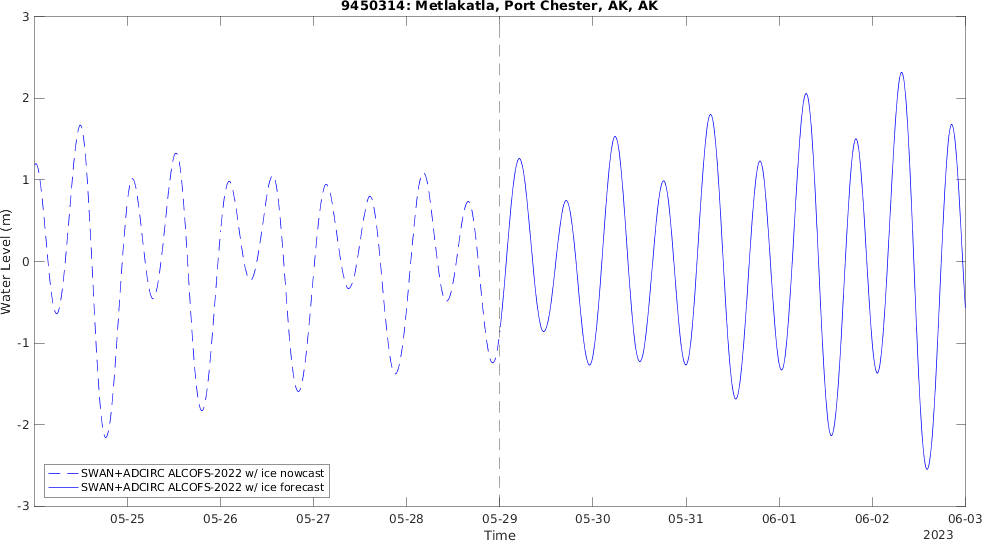 9450314: Metlakatla, Port Chester, AK, AK
3
2
1
0
-1
-2
-3
Water Level (m)
SWAN+ADCIRC ALCOFS-2022 w/ ice nowcast
SWAN+ADCIRC ALCOFS-2022 w/ ice forecast
05-25 05-26 05-27 05-28 05-29 05-30 05-31 06-01 06-02 06-03
Time
2023